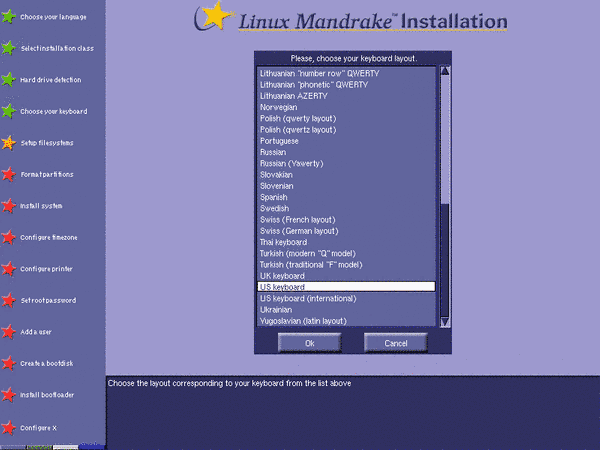 Choose your language
Select installation class
Hard drive detection
Choose your keyboard
Setup filesystems
Format partitions
Install system
Configure timezone
Configure printer
Set root password
Add a user
Create a bootdisk
Install bootloader
Configure X
Linux Mandrake™ Installation
Please, choose your keyboard layout.
Lithuanian "number row" QWERTY
Lithuanian "phonetic" QWERTY
Lithuanian AZERTY
Norwegian
Polish (qwerty layout)
Polish (qwertz layout)
Portuguese
Russian
Russian (Yawerty)
Slovakian
Slovenian
Spanish
Swedish
Swiss (French layout)
Swiss (German layout)
Thai keyboard
Turkish (modern "Q" model)
Turkish (traditional "F" model)
UK keyboard
US keyboard
US keyboard (international)
Ukrainian
Yugoslavian (latin layout)
Ok
Cancel
Choose the layout corresponding to your keyboard from the list above